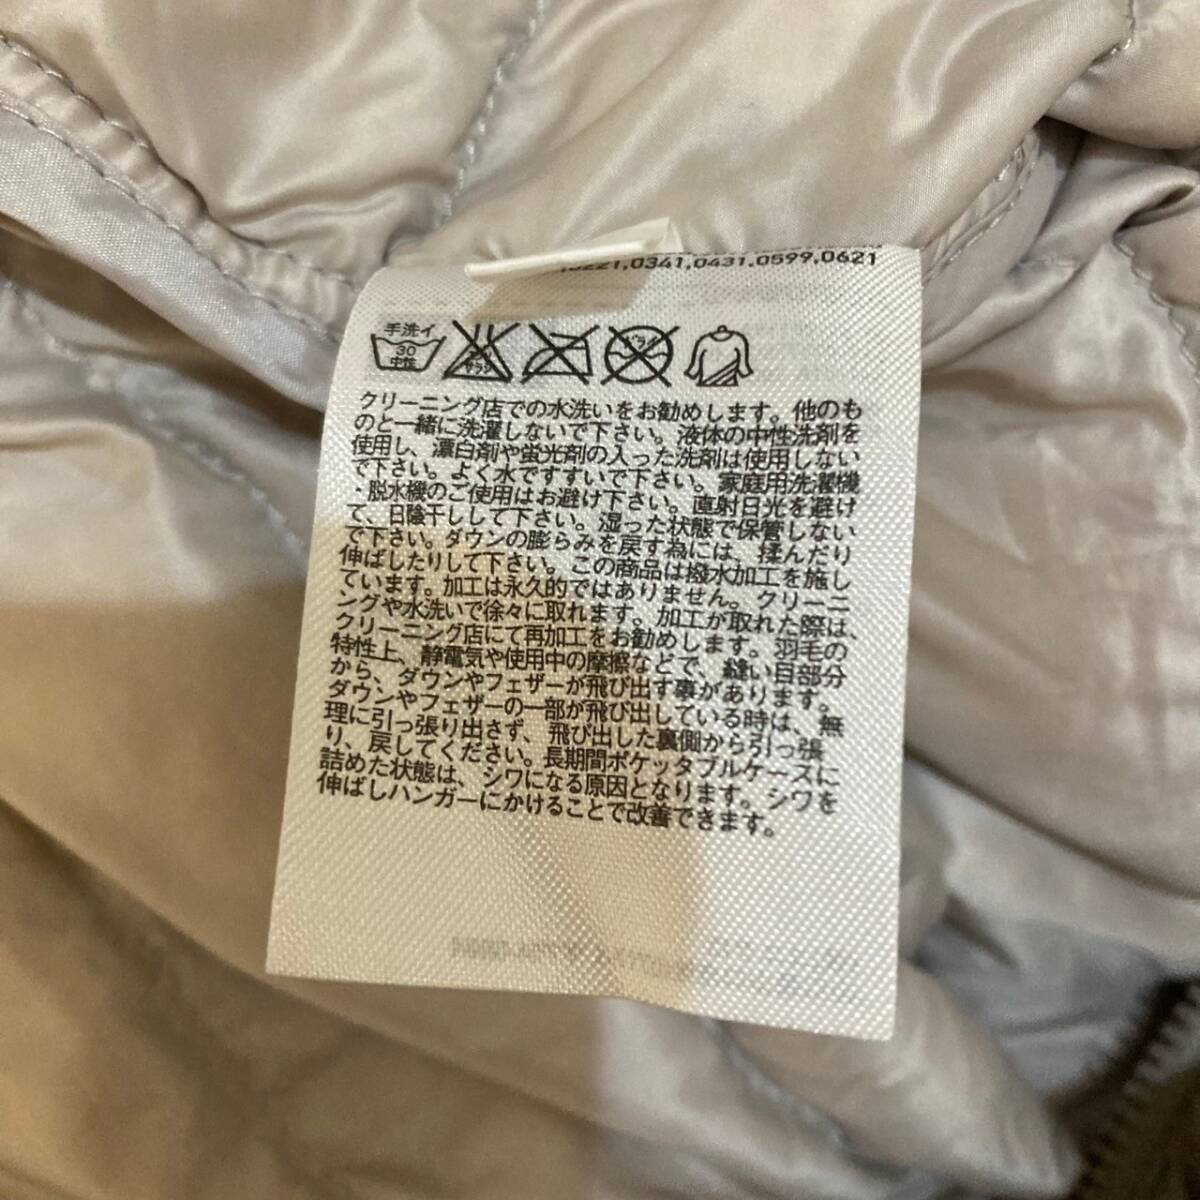 0221,0341,0431,0599,0621
手洗イ
30
中性
クリーニング店での水洗いをお勧めします。他のも
のと一緒に洗濯しないで下さい。液体の中性洗剤を
使用し、漂白剤や蛍光剤の入った洗剤は使用しない
で下さい。よく水ですすいで下さい。家庭用洗濯機
・脱水機のご使用はお避け下さい。直射日光を避け
て、日陰干しして下さい。湿った状態で保管しない
で下さい。ダウンの膨らみを戻す為には、揉んだり
伸ばしたりして下さい。この商品は撥水加工を施し
ています。加工は永久的ではありません。クリーニ
ングや水洗いで徐々に取れます。加工が取れた際は、
クリーニング店にて再加工をお勧めします。羽毛の
特性上、静電気や使用中の摩擦などで、縫い目部分
から、ダウンやフェザーが飛び出す事があります。
ダウンやフェザーの一部が飛び出している時は、無
理に引っ張り出さず、飛び出した裏側から引っ張
り、戻してください。長期間ポケッタブルケースに
詰めた状態は、シワになる原因となります。シワを
伸ばしハンガーにかけることで改善できます。